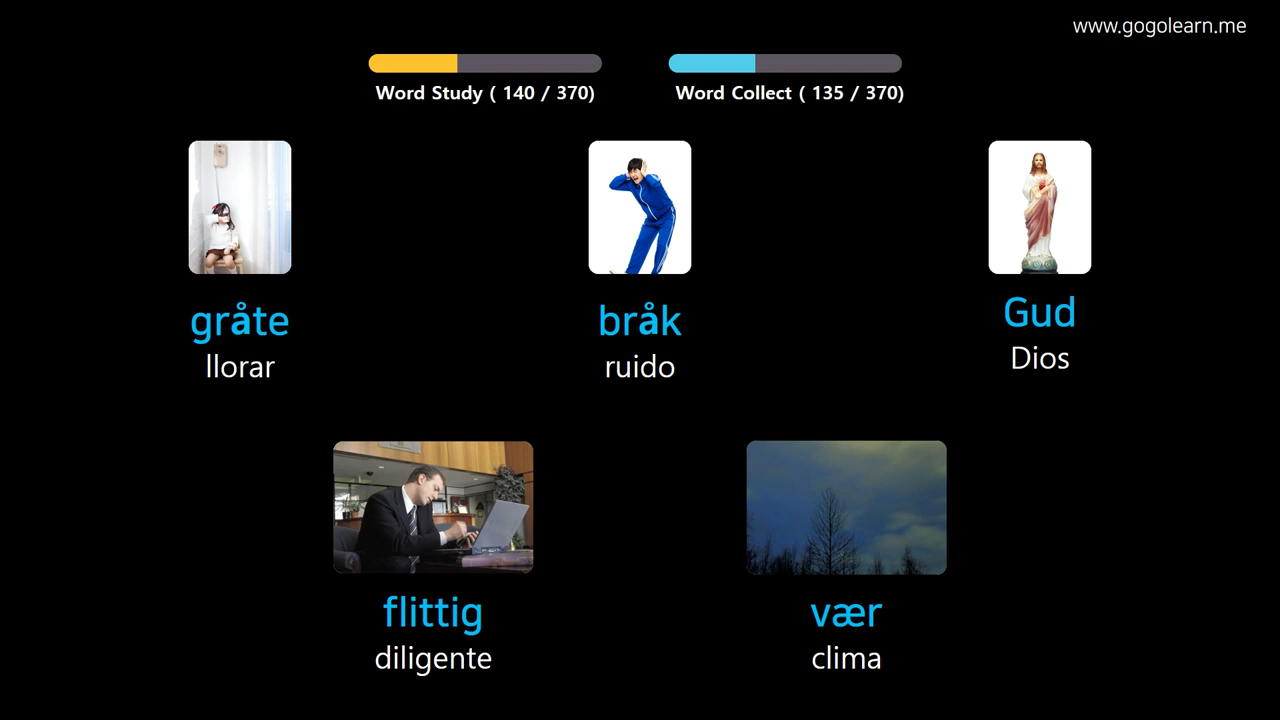 www.gogolearn.me
Word Study ( 140 / 370)
Word Collect ( 135 / 370)
gråte
llorar
bråk
ruido
Gud
Dios
flittig
diligente
vær
clima